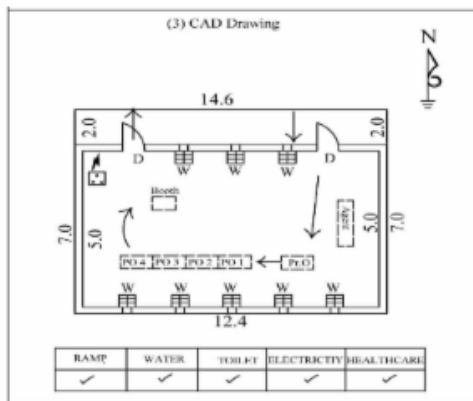 (3) CAD Drawing
N
14.6
2.0
2.0
D
W
W
W
D
Booth
Agent
7.0
5.0
5.0
7.0
PO 4
PO 3
PO 2
PO 1
Pr.O
W
W
W
W
W
12.4
RAMP
WATER
TOILET
ELECTRICTIY
HEALTHCARE